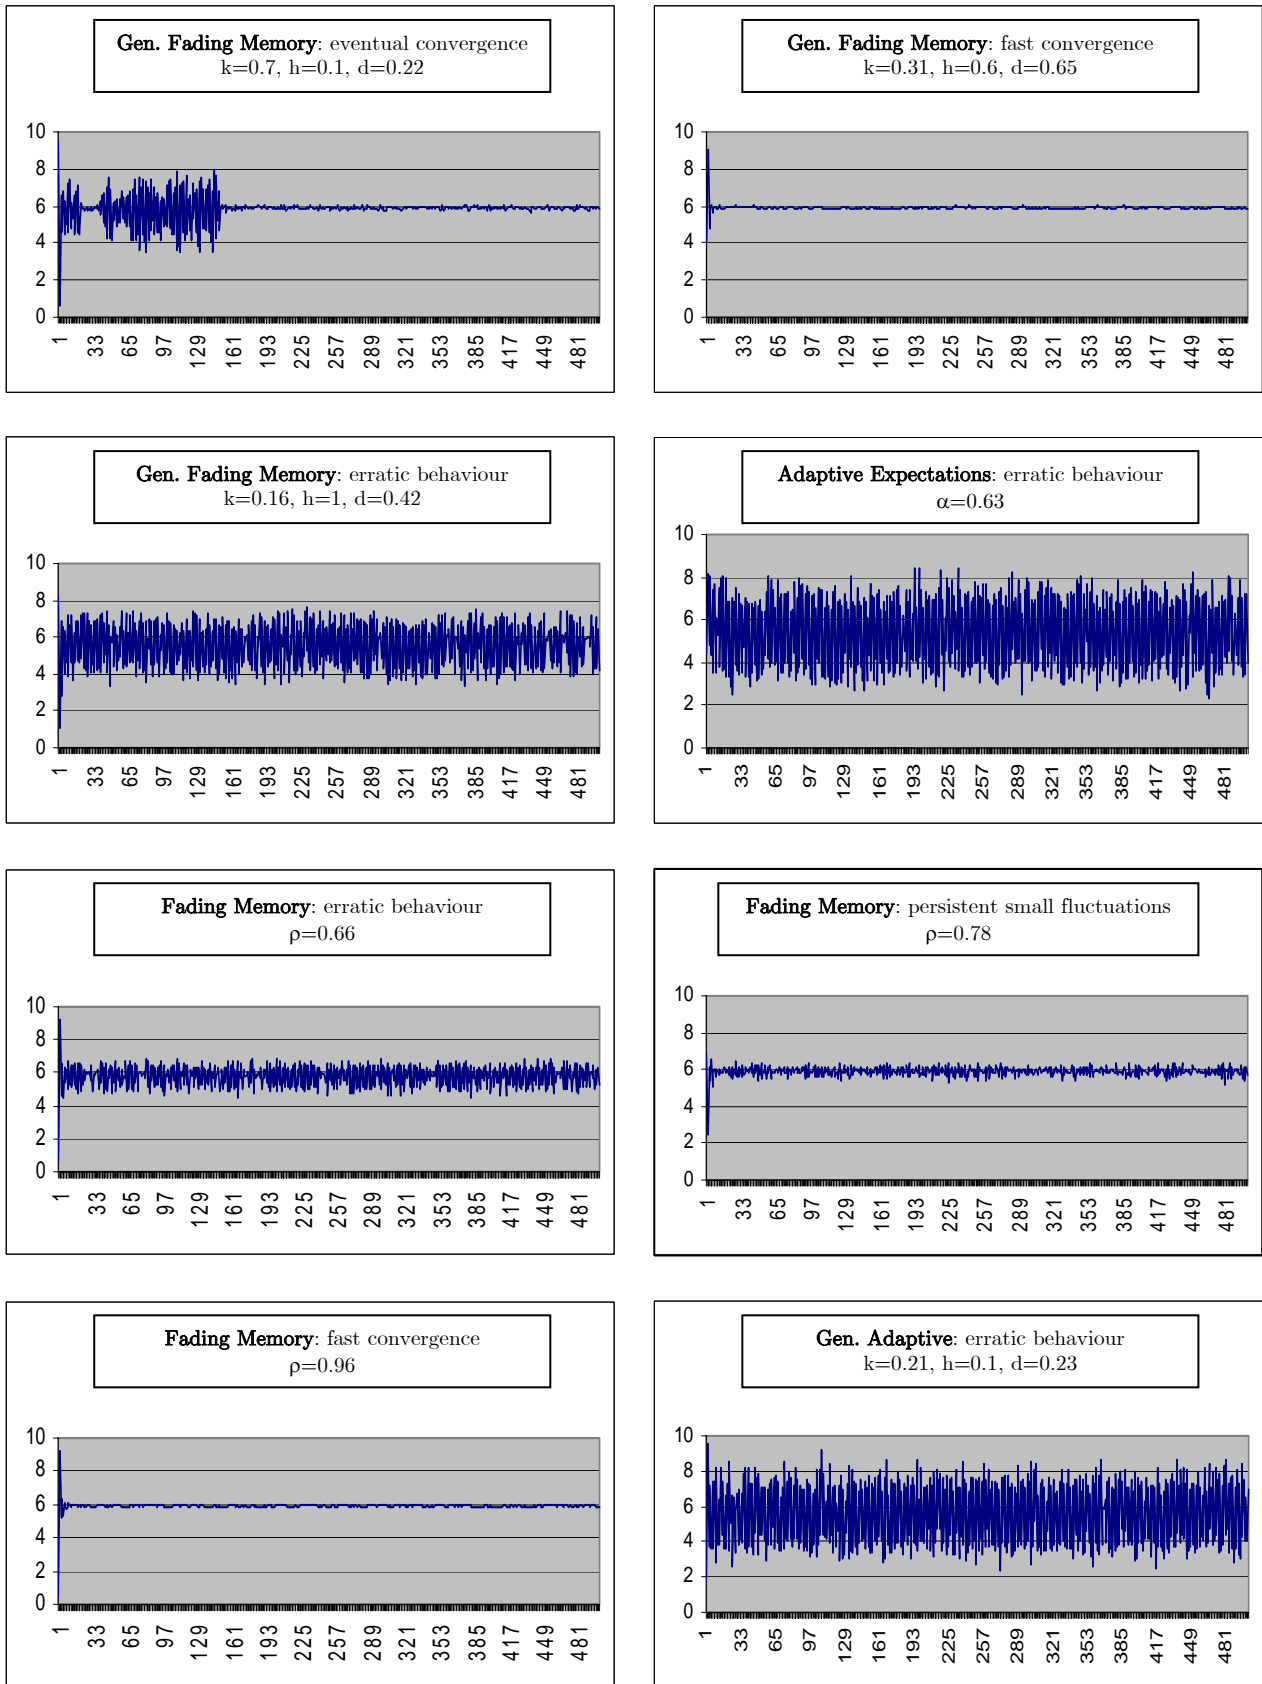 Gen. Fading Memory: eventual convergence
k=0.7, h=0.1, d=0.22
10
8
6
4
2
0
1 33 65 97 129 161 193 225 257 289 321 353 385 417 449 481
Gen. Fading Memory: fast convergence
k=0.31, h=0.6, d=0.65
10
8
6
4
2
0
1 33 65 97 129 161 193 225 257 289 321 353 385 417 449 481
Gen. Fading Memory: erratic behaviour
k=0.16, h=1, d=0.42
10
8
6
4
2
0
1 33 65 97 129 161 193 225 257 289 321 353 385 417 449 481
Adaptive Expectations: erratic behaviour
α=0.63
10
8
6
4
2
0
1 33 65 97 129 161 193 225 257 289 321 353 385 417 449 481
Fading Memory: erratic behaviour
ρ=0.66
10
8
6
4
2
0
1 33 65 97 129 161 193 225 257 289 321 353 385 417 449 481
Fading Memory: persistent small fluctuations
ρ=0.78
10
8
6
4
2
0
1 33 65 97 129 161 193 225 257 289 321 353 385 417 449 481
Fading Memory: fast convergence
ρ=0.96
10
8
6
4
2
0
1 33 65 97 129 161 193 225 257 289 321 353 385 417 449 481
Gen. Adaptive: erratic behaviour
k=0.21, h=0.1, d=0.23
10
8
6
4
2
0
1 33 65 97 129 161 193 225 257 289 321 353 385 417 449 481